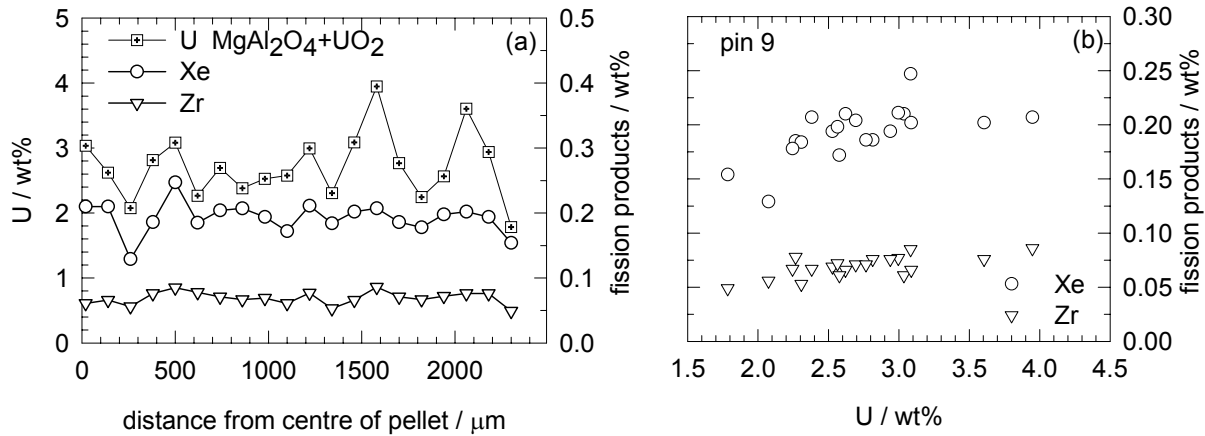 (a)
U MgAl₂O₄+UO₂
Xe
Zr
U / wt%
5
4
3
2
1
0
fission products / wt%
0.5
0.4
0.3
0.2
0.1
0.0
0 500 1000 1500 2000
distance from centre of pellet / μm
pin 9
(b)
Xe
Zr
fission products / wt%
0.30
0.25
0.20
0.15
0.10
0.05
0.00
1.5 2.0 2.5 3.0 3.5 4.0 4.5
U / wt%